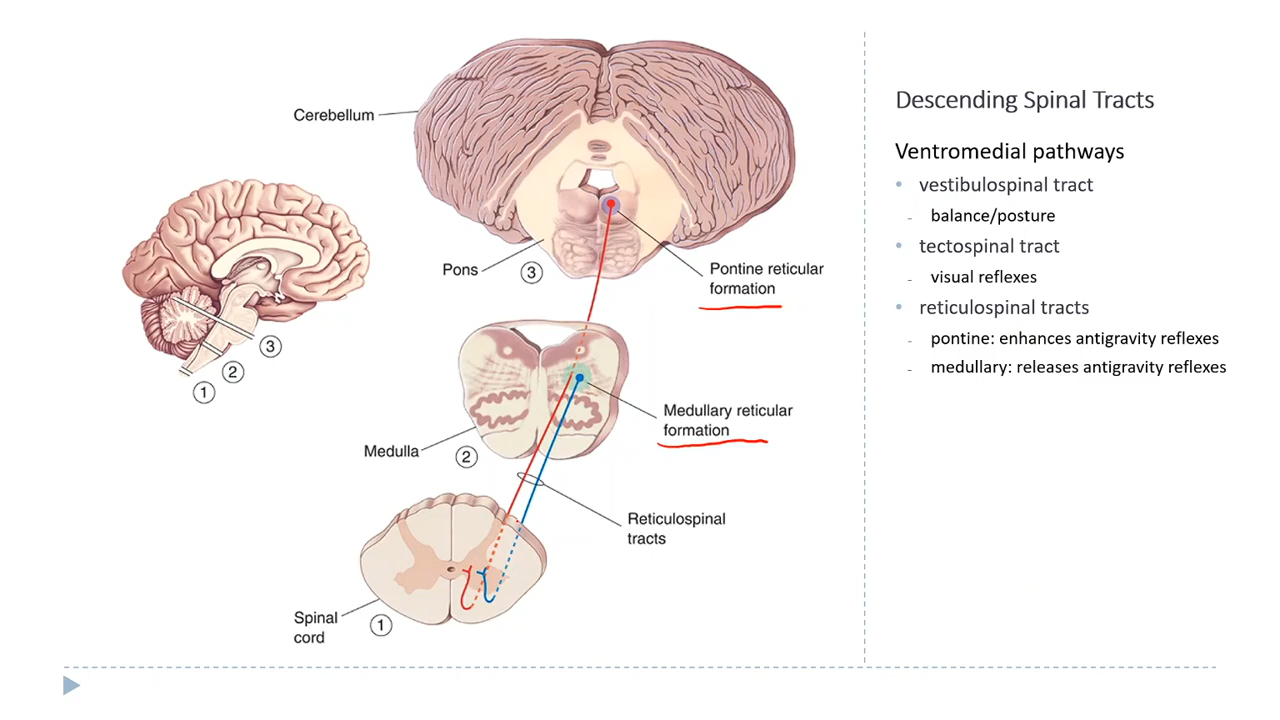 Cerebellum
Pons
3
Pontine reticular
formation
3
2
1
Medullary reticular
formation
Medulla
2
Reticulospinal
tracts
Spinal
cord
1
Descending Spinal Tracts
Ventromedial pathways
• vestibulospinal tract
- balance/posture
• tectospinal tract
- visual reflexes
• reticulospinal tracts
- pontine: enhances antigravity reflexes
- medullary: releases antigravity reflexes